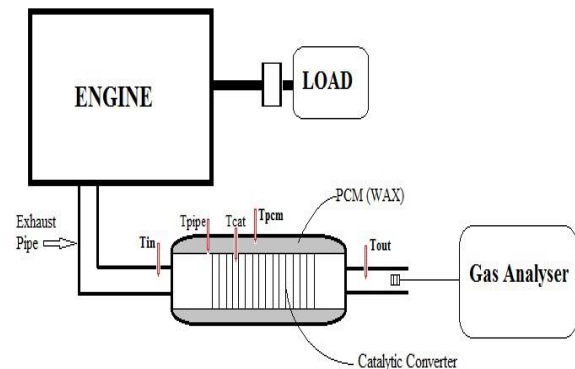 ENGINE
LOAD
Exhaust
Pipe
Tin
Tpipe
Tcat
Tpcm
PCM (WAX)
Tout
Gas Analyser
Catalytic Converter